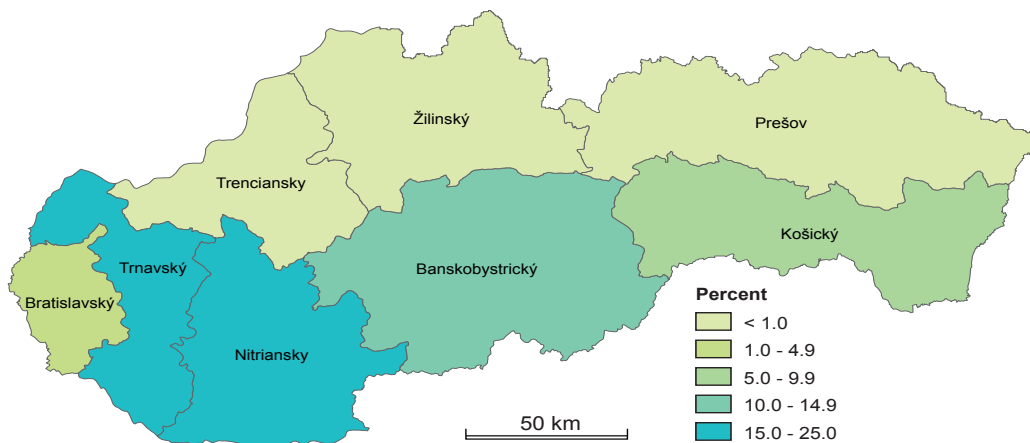 Žilinský
Prešov
Trenciansky
Košický
Trnavský
Banskobystrický
Bratislavský
Nitriansky
Percent
< 1.0
1.0 - 4.9
5.0 - 9.9
10.0 - 14.9
15.0 - 25.0
50 km